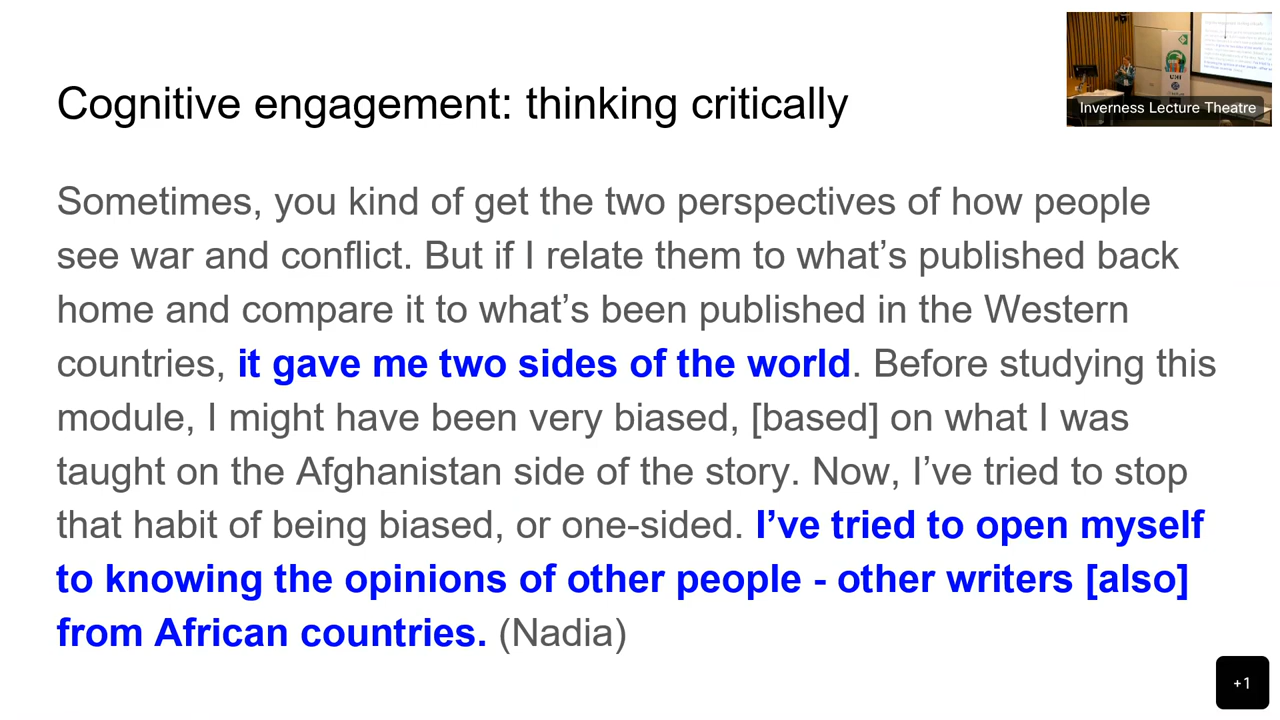 Cognitive engagement: thinking critically
Inverness Lecture Theatre
Sometimes, you kind of get the two perspectives of how people
see war and conflict. But if I relate them to what’s published back
home and compare it to what’s been published in the Western
countries, it gave me two sides of the world. Before studying this
module, I might have been very biased, [based] on what I was
taught on the Afghanistan side of the story. Now, I’ve tried to stop
that habit of being biased, or one-sided. I’ve tried to open myself
to knowing the opinions of other people - other writers [also]
from African countries. (Nadia)
+1